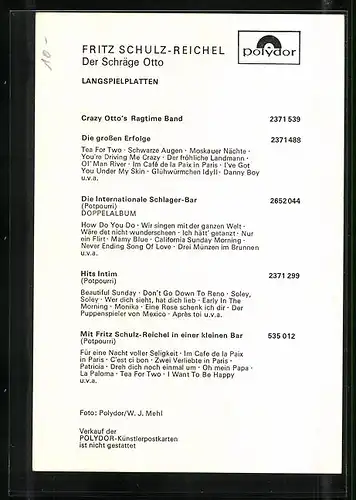 10.-
FRITZ SCHULZ-REICHEL
Der Schräge Otto
polydor
LANGSPIELPLATTEN
Crazy Otto's Ragtime Band 2371 539
Die großen Erfolge 2371 488
Tea For Two · Schwarze Augen · Moskauer Nächte ·
You're Driving Me Crazy · Der fröhliche Landmann ·
Ol' Man River · Im Café de la Paix in Paris · I've Got
You Under My Skin · Glühwürmchen Idyll · Danny Boy
u.v.a.
Die Internationale Schlager-Bar 2652 044
(Potpourri)
DOPPELALBUM
How Do You Do · Wir singen mit der ganzen Welt ·
Wäre det nicht wunderscheen · Ich hätt' getanzt · Nur
ein Flirt · Mamy Blue · California Sunday Morning ·
Never Ending Song Of Love · Drei Münzen im Brunnen
u.v.a.
Hits Intim 2371 299
(Potpourri)
Beautiful Sunday · Don't Go Down To Reno · Soley,
Soley · Wer dich sieht, hat dich lieb · Early In The
Morning · Monika · Eine Rose schenk ich dir · Der
Puppenspieler von Mexico · Après toi u.v.a.
Mit Fritz Schulz-Reichel in einer kleinen Bar 535 012
(Potpourri)
Für eine Nacht voller Seligkeit · Im Cafe de la Paix
in Paris · C'est ci bon · Zwei Verliebte in Paris ·
Patricia · Dreh dich noch einmal um · Oh mein Papa ·
La Paloma · Tea For Two · I Want To Be Happy
u.v.a.
Foto: Polydor/W. J. Mehl
Verkauf der
POLYDOR-Künstlerpostkarten
ist nicht gestattet